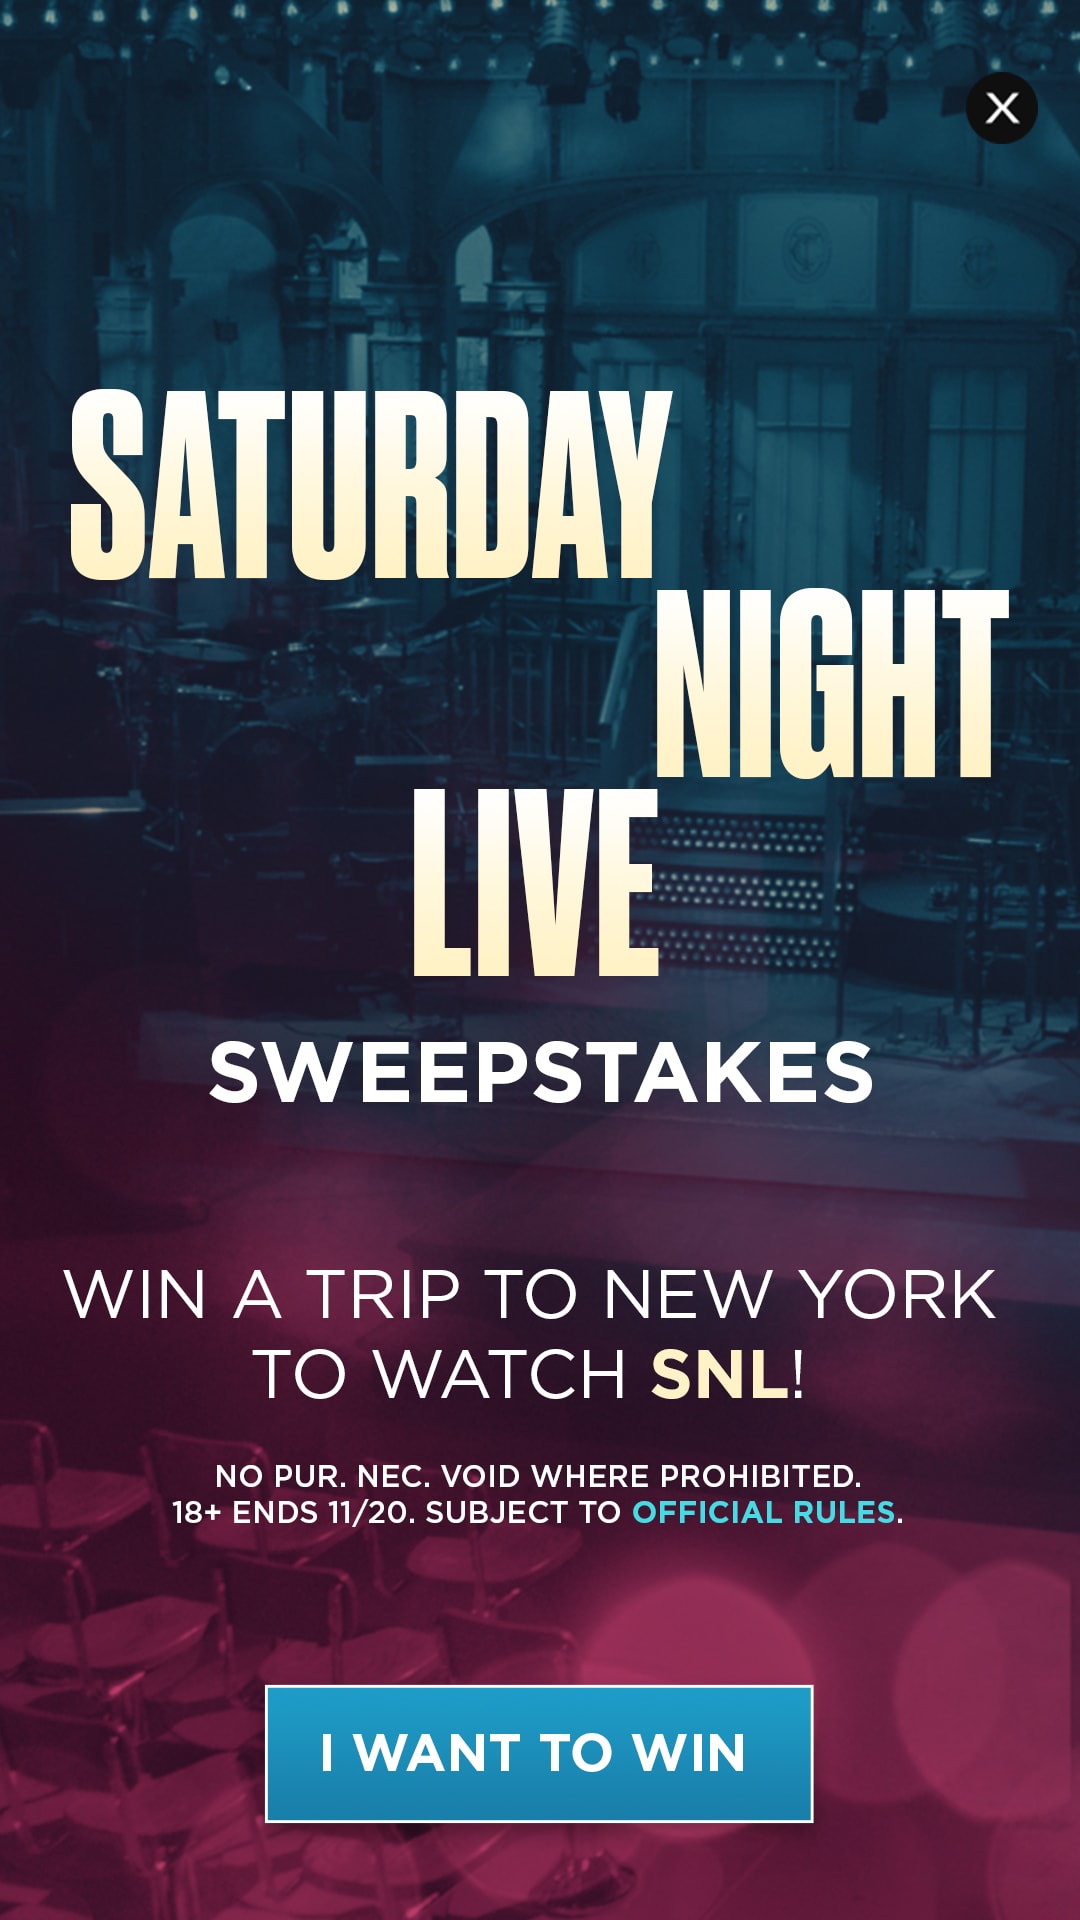 X
SATURDAY
NIGHT
LIVE
SWEEPSTAKES
WIN A TRIP TO NEW YORK
TO WATCH SNL!
NO PUR. NEC. VOID WHERE PROHIBITED.
18+ ENDS 11/20. SUBJECT TO OFFICIAL RULES.
I WANT TO WIN